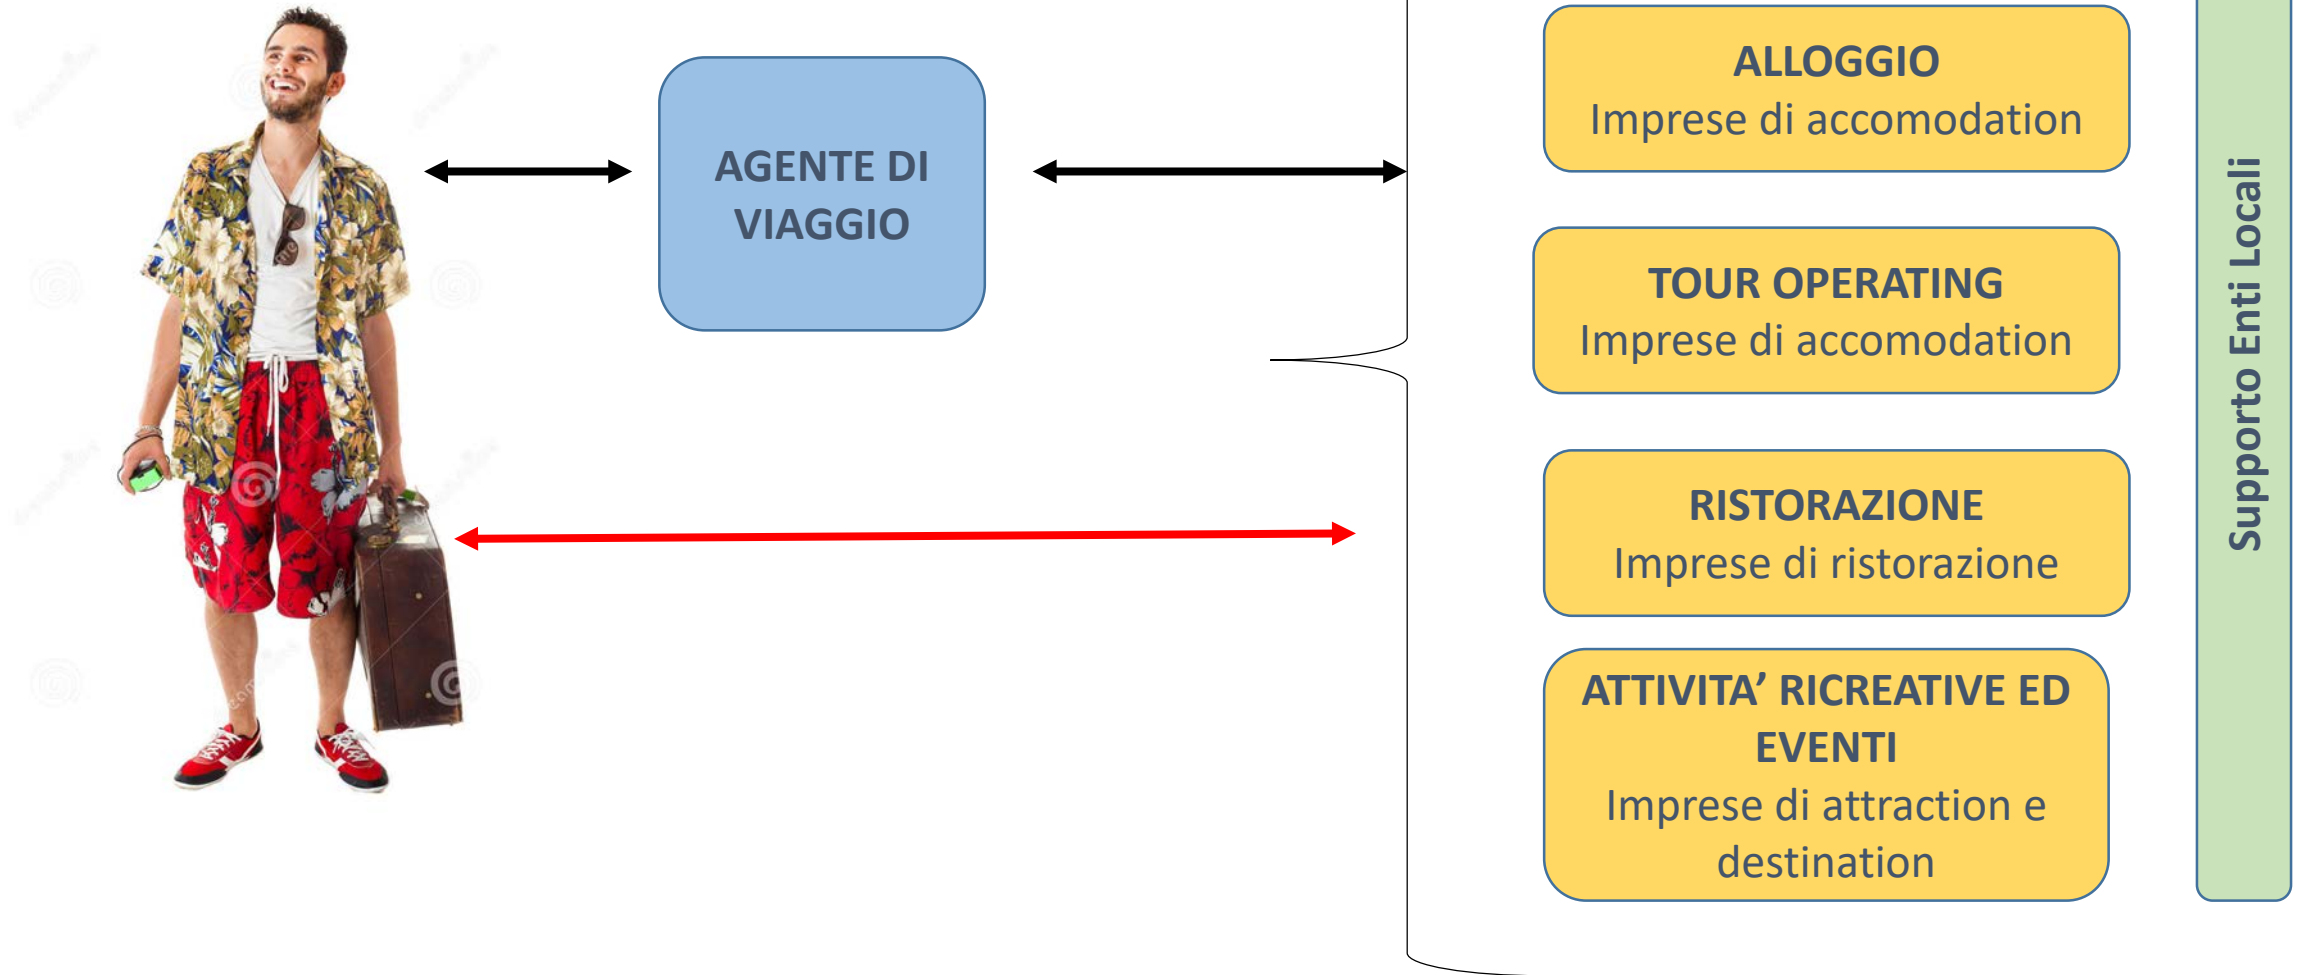 ALLOGGIO
Imprese di accomodation
AGENTE DI
VIAGGIO
TOUR OPERATING
Imprese di accomodation
RISTORAZIONE
Imprese di ristorazione
ATTIVITA’ RICREATIVE ED
EVENTI
Imprese di attraction e
destination
Supporto Enti Locali